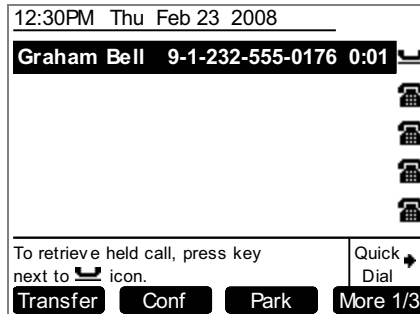 12:30PM Thu Feb 23 2008
Graham Bell 9-1-232-555-0176 0:01
To retrieve held call, press key
next to icon.
Quick
Dial
Transfer Conf Park More 1/3